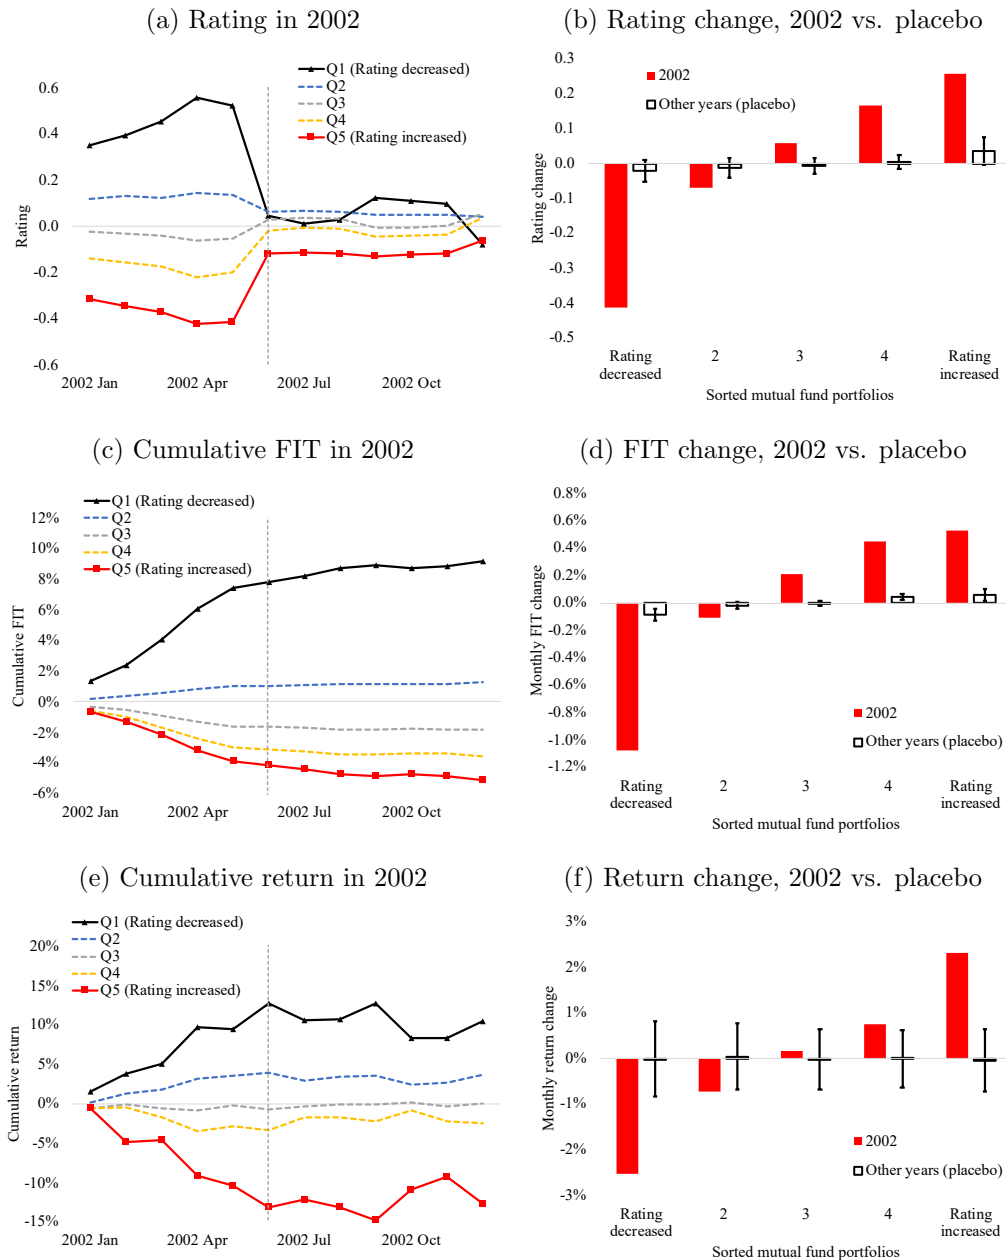 (a) Rating in 2002
Q1 (Rating decreased)
Q2
Q3
Q4
Q5 (Rating increased)
Rating
0.6
0.4
0.2
0.0
-0.2
-0.4
-0.6
2002 Jan
2002 Apr
2002 Jul
2002 Oct
(b) Rating change, 2002 vs. placebo
2002
Other years (placebo)
Rating change
0.3
0.2
0.1
0.0
-0.1
-0.2
-0.3
-0.4
-0.5
Rating decreased
2
3
4
Rating increased
Sorted mutual fund portfolios
(c) Cumulative FIT in 2002
Q1 (Rating decreased)
Q2
Q3
Q4
Q5 (Rating increased)
Cumulative FIT
12%
10%
8%
6%
4%
2%
0%
-2%
-4%
-6%
2002 Jan
2002 Apr
2002 Jul
2002 Oct
(d) FIT change, 2002 vs. placebo
Monthly FIT change
0.8%
0.6%
0.4%
0.2%
0.0%
-0.2%
-0.4%
-0.6%
-0.8%
-1.0%
-1.2%
2002
Other years (placebo)
Rating decreased
2
3
4
Rating increased
Sorted mutual fund portfolios
(e) Cumulative return in 2002
Q1 (Rating decreased)
Q2
Q3
Q4
Q5 (Rating increased)
Cumulative return
20%
15%
10%
5%
0%
-5%
-10%
-15%
2002 Jan
2002 Apr
2002 Jul
2002 Oct
(f) Return change, 2002 vs. placebo
Monthly return change
3%
2%
1%
0%
-1%
-2%
-3%
2002
Other years (placebo)
Rating decreased
2
3
4
Rating increased
Sorted mutual fund portfolios